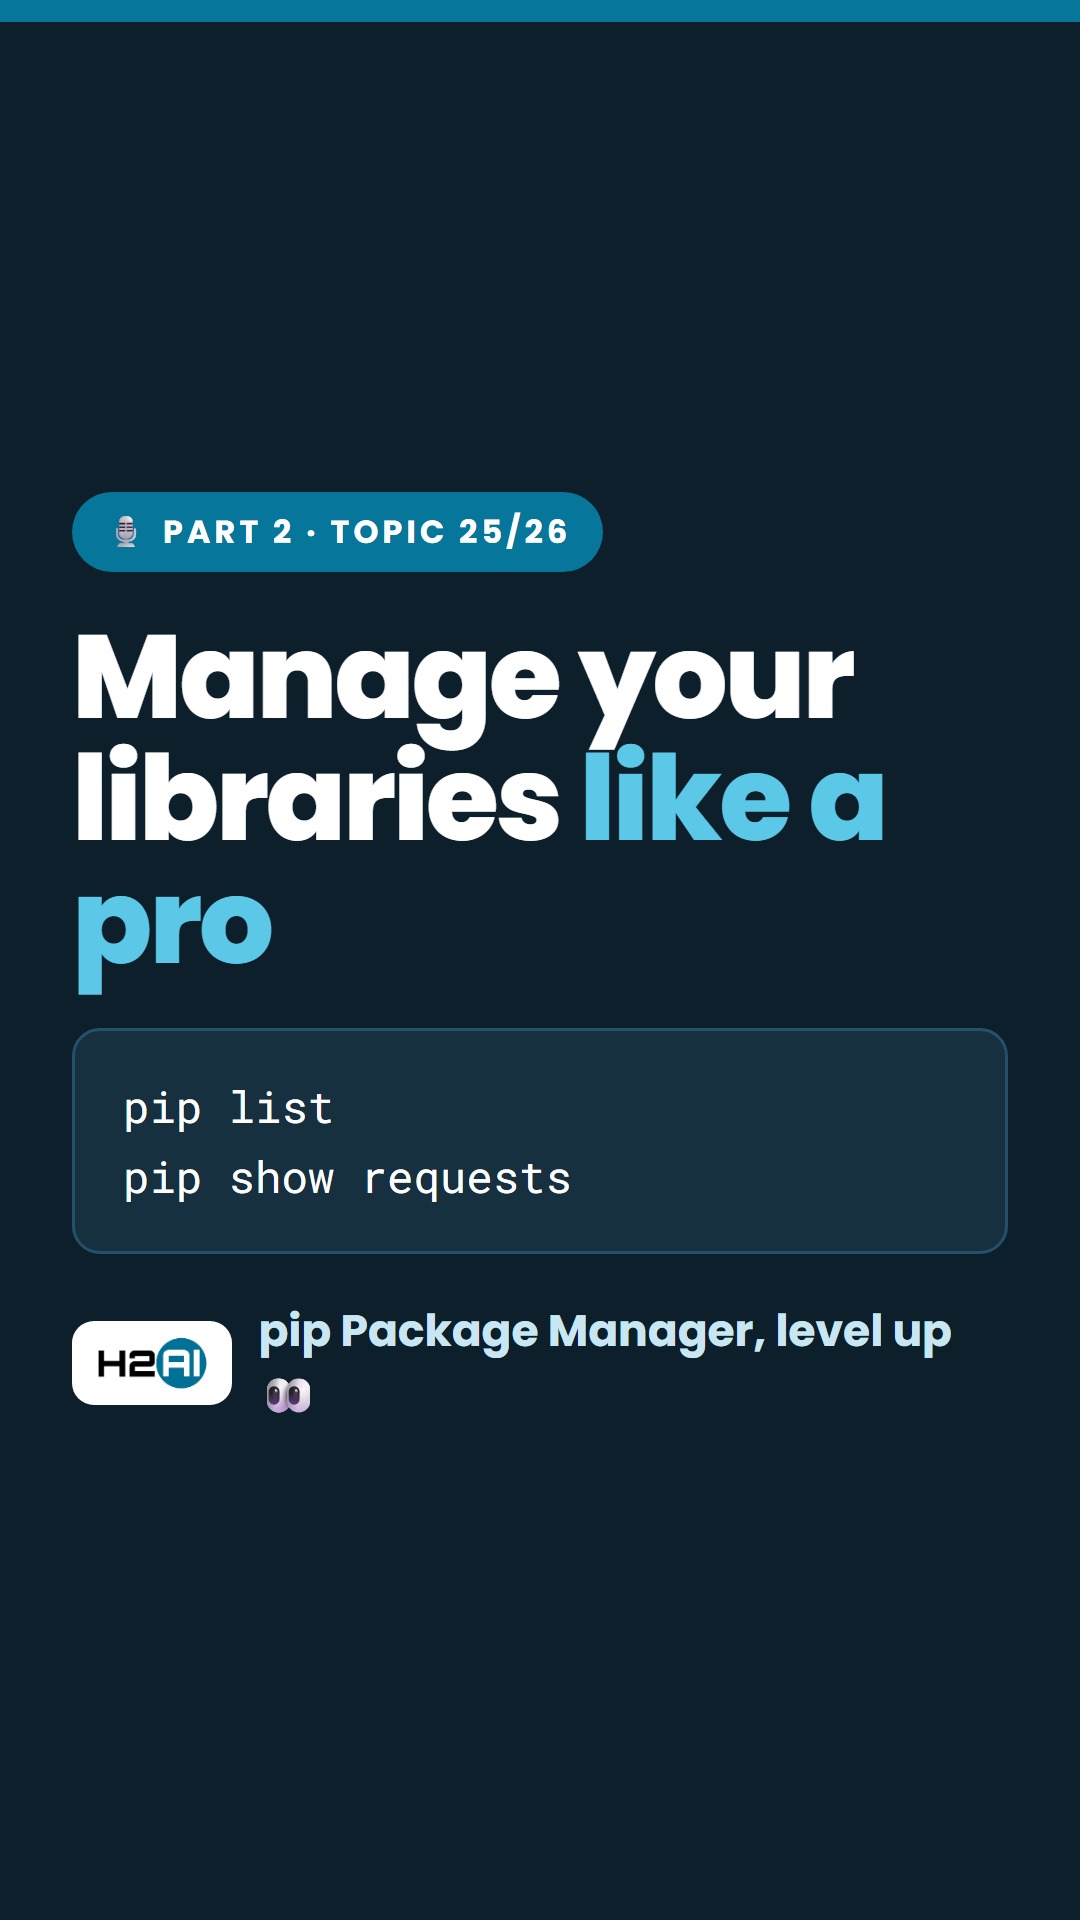 🎙️ PART 2 · TOPIC 25/26
Manage your
libraries like a
pro
pip list
pip show requests
H2AI
pip Package Manager, level up
👀